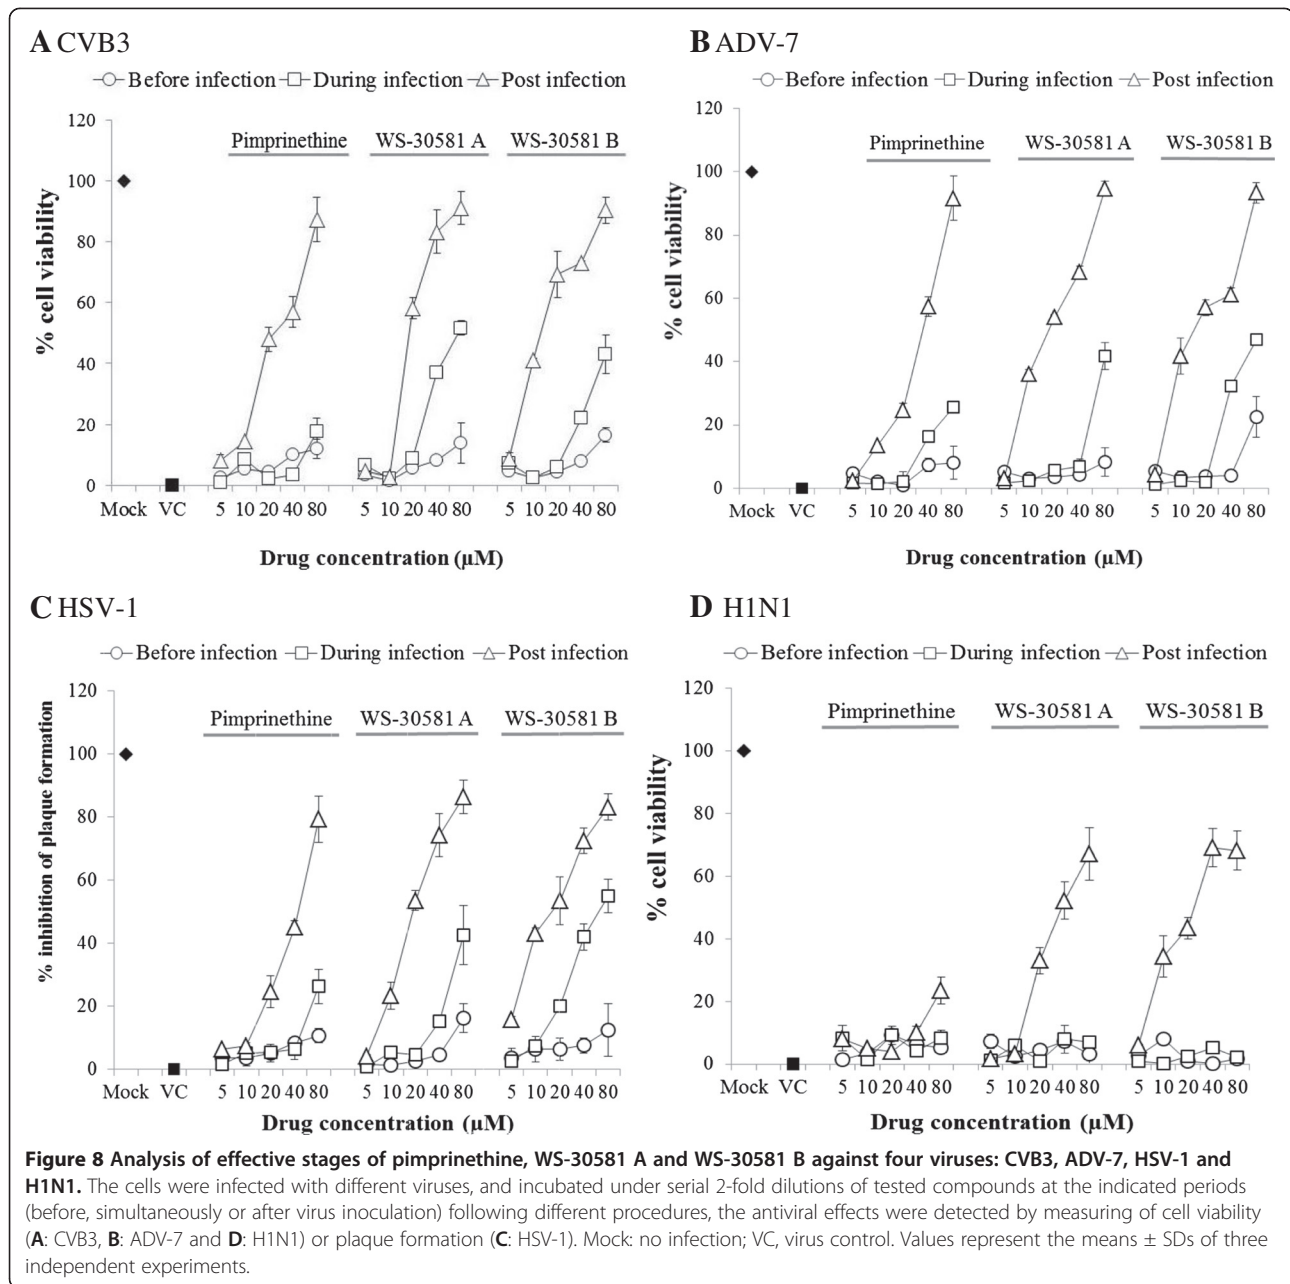 A CVB3
Before infection During infection Post infection
120
100
80
60
40
20
0
% cell viability
Pimprinethine WS-30581 A WS-30581 B
Mock VC 5 10 20 40 80 5 10 20 40 80 5 10 20 40 80
Drug concentration (µM)
B ADV-7
Before infection During infection Post infection
120
100
80
60
40
20
0
% cell viability
Pimprinethine WS-30581 A WS-30581 B
Mock VC 5 10 20 40 80 5 10 20 40 80 5 10 20 40 80
Drug concentration (µM)
C HSV-1
Before infection During infection Post infection
120
100
80
60
40
20
0
% inhibition of plaque formation
Pimprinethine WS-30581 A WS-30581 B
Mock VC 5 10 20 40 80 5 10 20 40 80 5 10 20 40 80
Drug concentration (µM)
D H1N1
Before infection During infection Post infection
120
100
80
60
40
20
0
% cell viability
Pimprinethine WS-30581 A WS-30581 B
Mock VC 5 10 20 40 80 5 10 20 40 80 5 10 20 40 80
Drug concentration (µM)
Figure 8 Analysis of effective stages of pimprinethine, WS-30581 A and WS-30581 B against four viruses: CVB3, ADV-7, HSV-1 and
H1N1. The cells were infected with different viruses, and incubated under serial 2-fold dilutions of tested compounds at the indicated periods
(before, simultaneously or after virus inoculation) following different procedures, the antiviral effects were detected by measuring of cell viability
(A: CVB3, B: ADV-7 and D: H1N1) or plaque formation (C: HSV-1). Mock: no infection; VC, virus control. Values represent the means ± SDs of three
independent experiments.